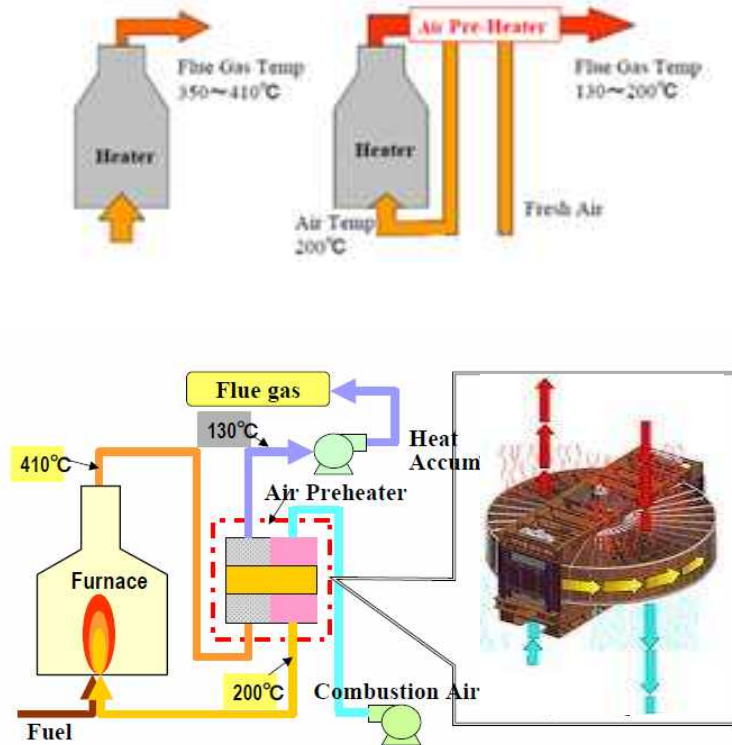 Air Pre-Heater
Flue Gas Temp
350～410℃
Flue Gas Temp
130～200℃
Heater
Heater
Air Temp
200℃
Fresh Air
Flue gas
130℃
410℃
Heat
Accum
Air Preheater
Furnace
200℃
Combustion Air
Fuel